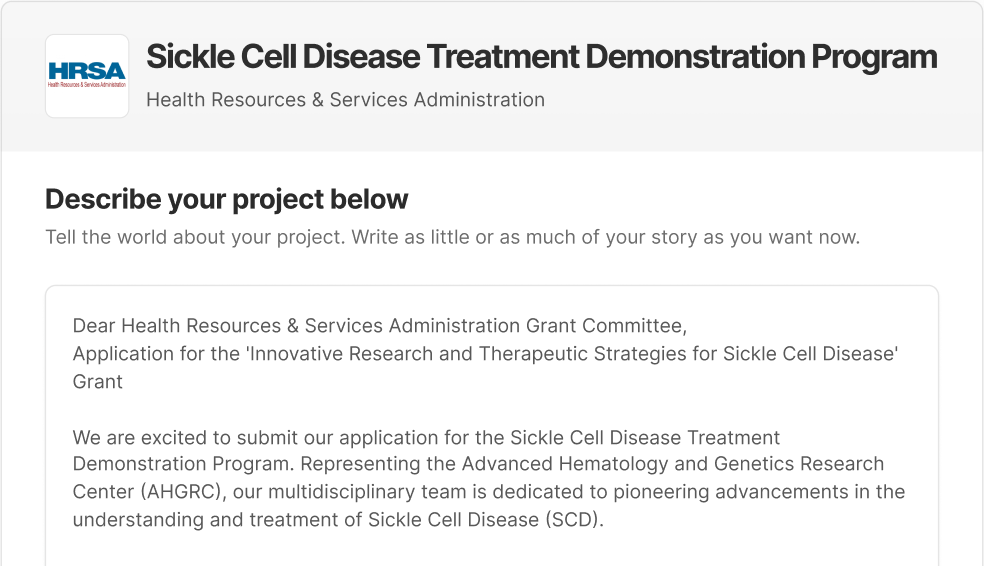 HRSA
Health Resources & Services Administration
Sickle Cell Disease Treatment Demonstration Program
Health Resources & Services Administration
Describe your project below
Tell the world about your project. Write as little or as much of your story as you want now.
Dear Health Resources & Services Administration Grant Committee,
Application for the 'Innovative Research and Therapeutic Strategies for Sickle Cell Disease'
Grant
We are excited to submit our application for the Sickle Cell Disease Treatment
Demonstration Program. Representing the Advanced Hematology and Genetics Research
Center (AHGRC), our multidisciplinary team is dedicated to pioneering advancements in the
understanding and treatment of Sickle Cell Disease (SCD).